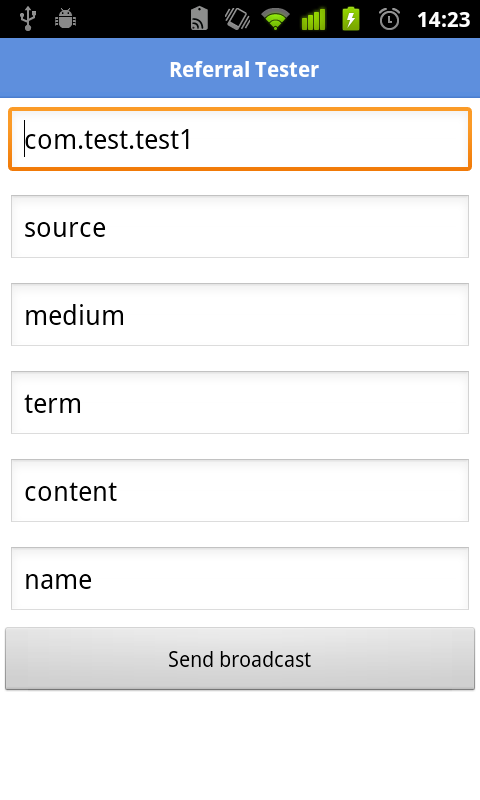 14:23
Referral Tester
com.test.test1
source
medium
term
content
name
Send broadcast